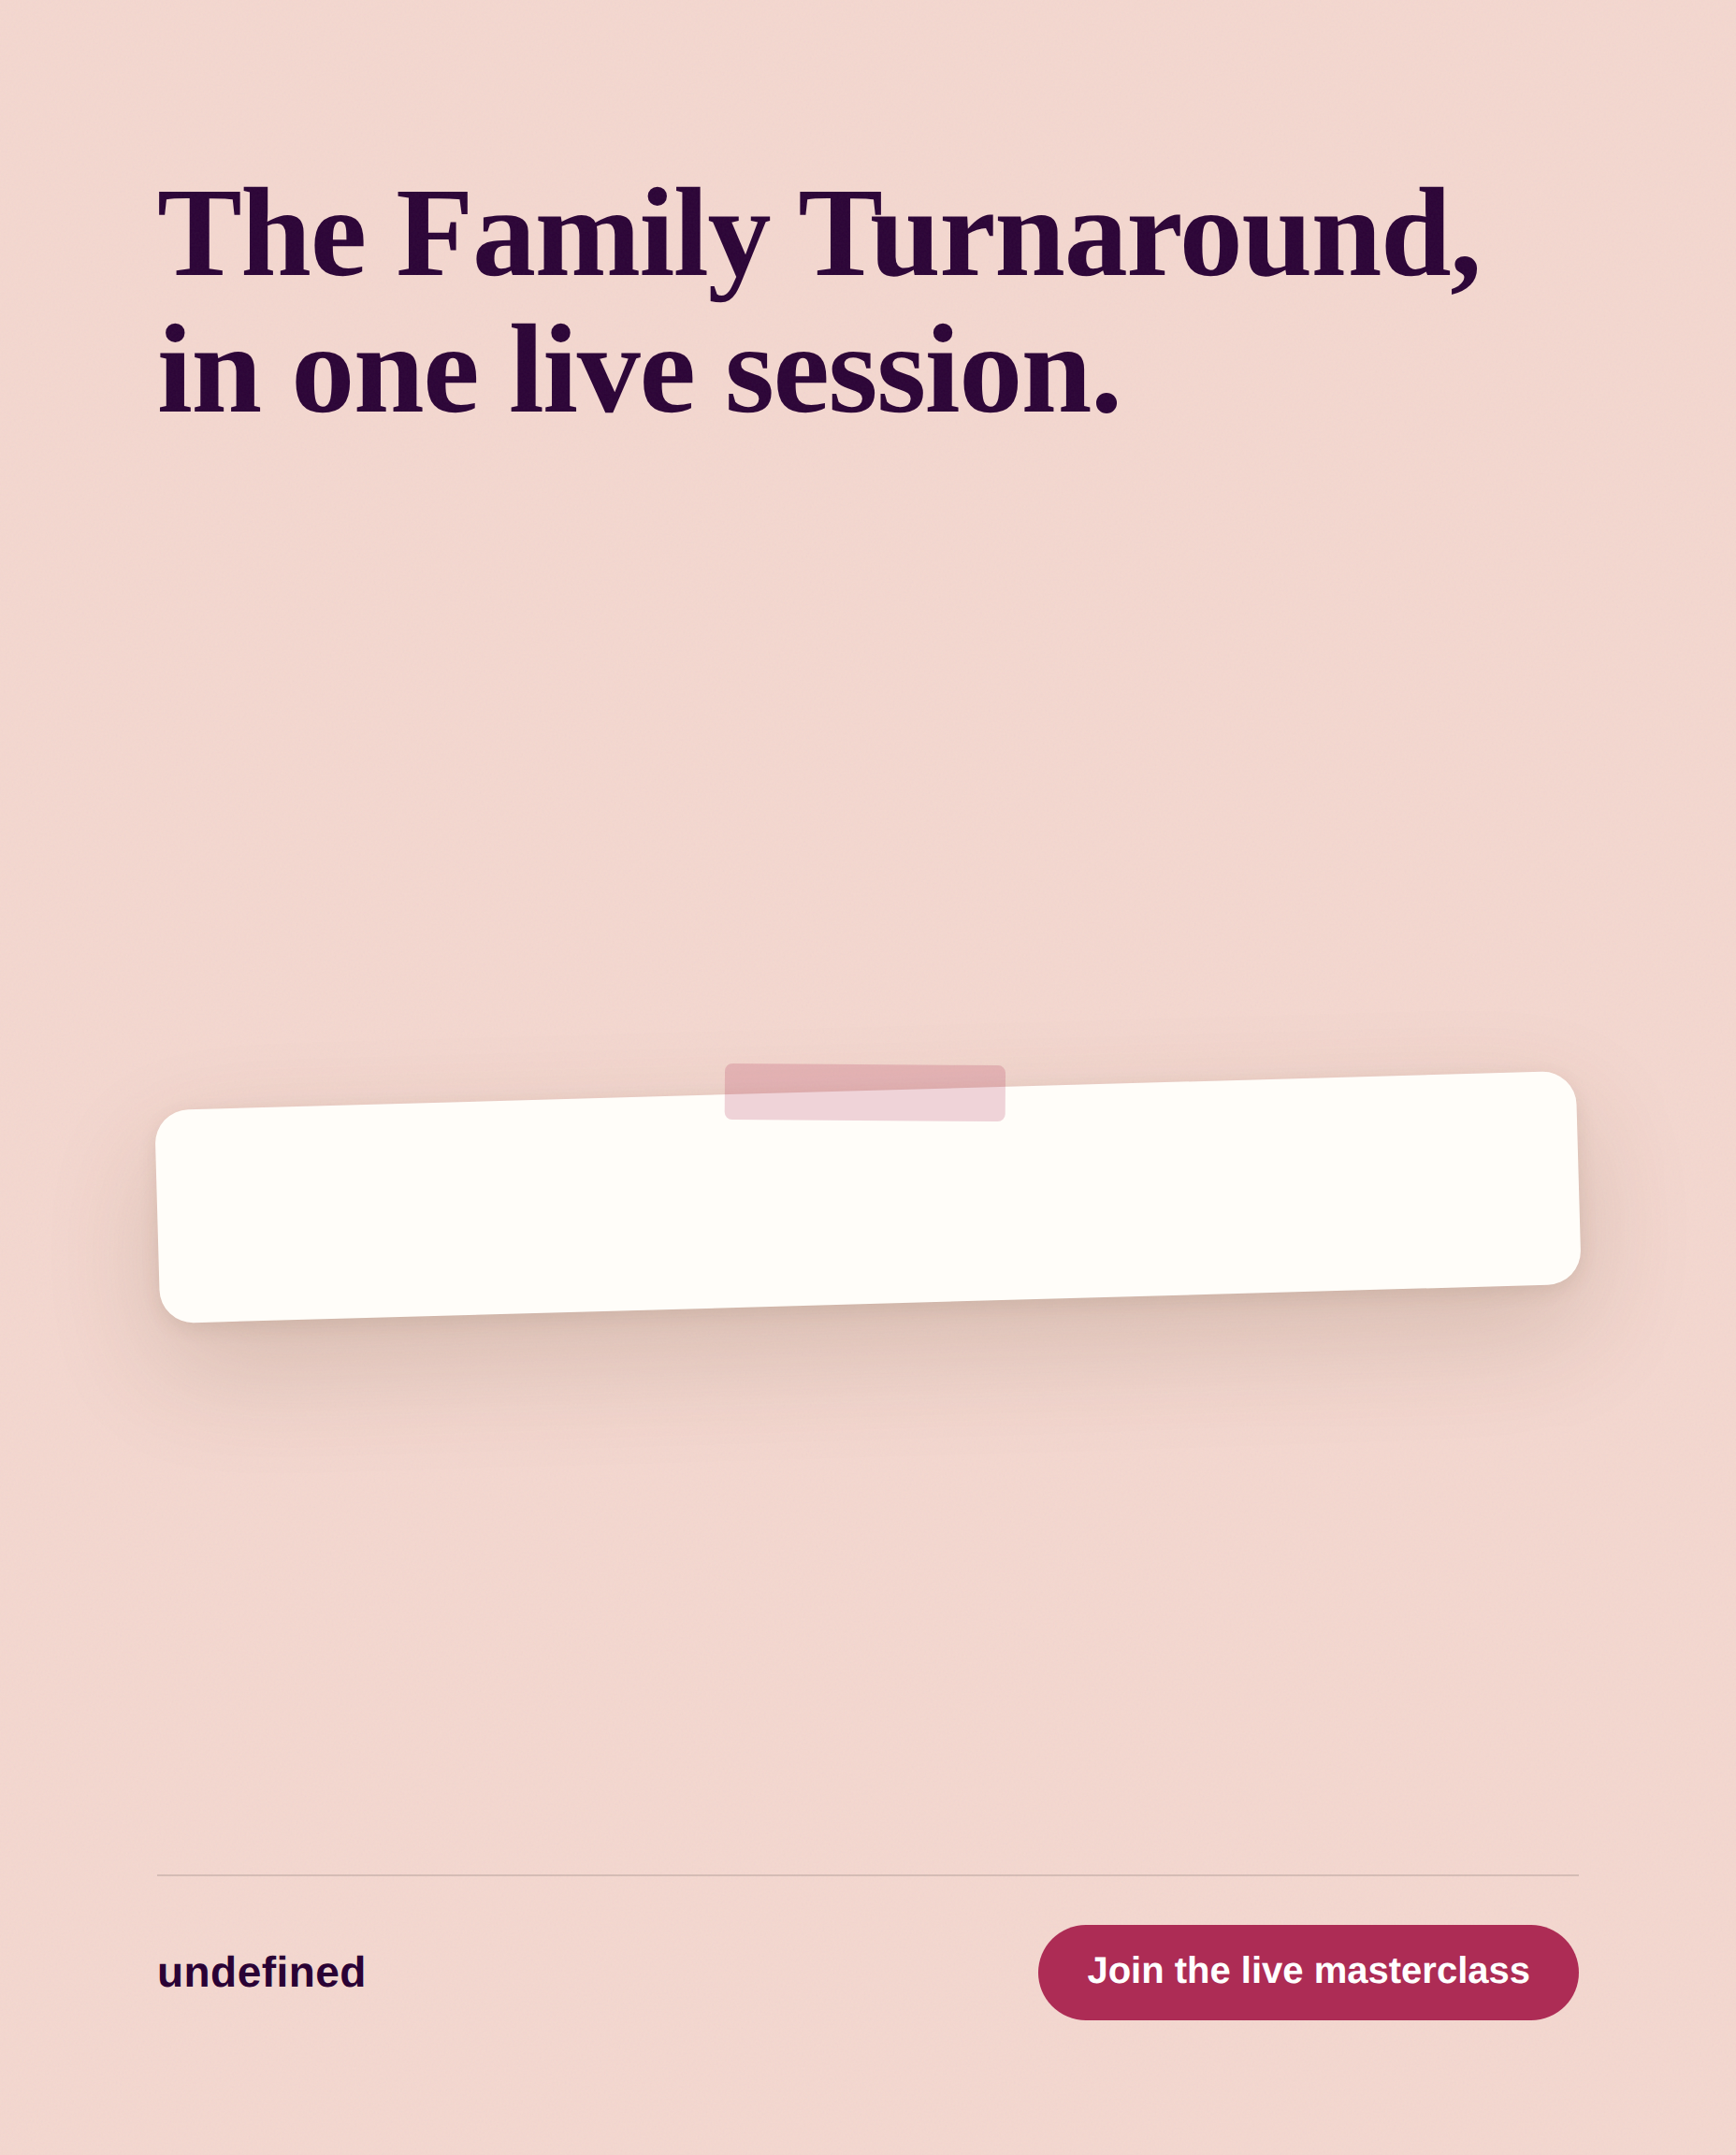 The Family Turnaround,
in one live session.
undefined
Join the live masterclass